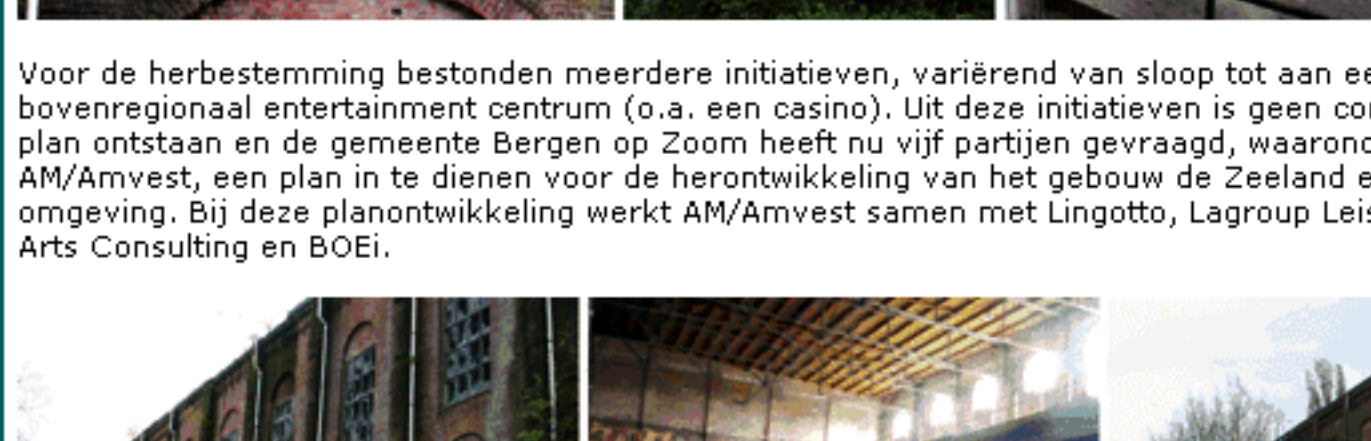 Voor de herbestemming bestonden meerdere initiatieven, variërend van sloop tot aan
bovenregionaal entertainment centrum (o.a. een casino). Uit deze initiatieven is geen
plan ontstaan en de gemeente Bergen op Zoom heeft nu vijf partijen gevraagd,
AM/Amvest, een plan in te dienen voor de herontwikkeling van het gebouw de Zeeland
omgeving. Bij deze planontwikkeling werkt AM/Amvest samen met Lingotto, Lagroup
Arts Consulting en BOEi.